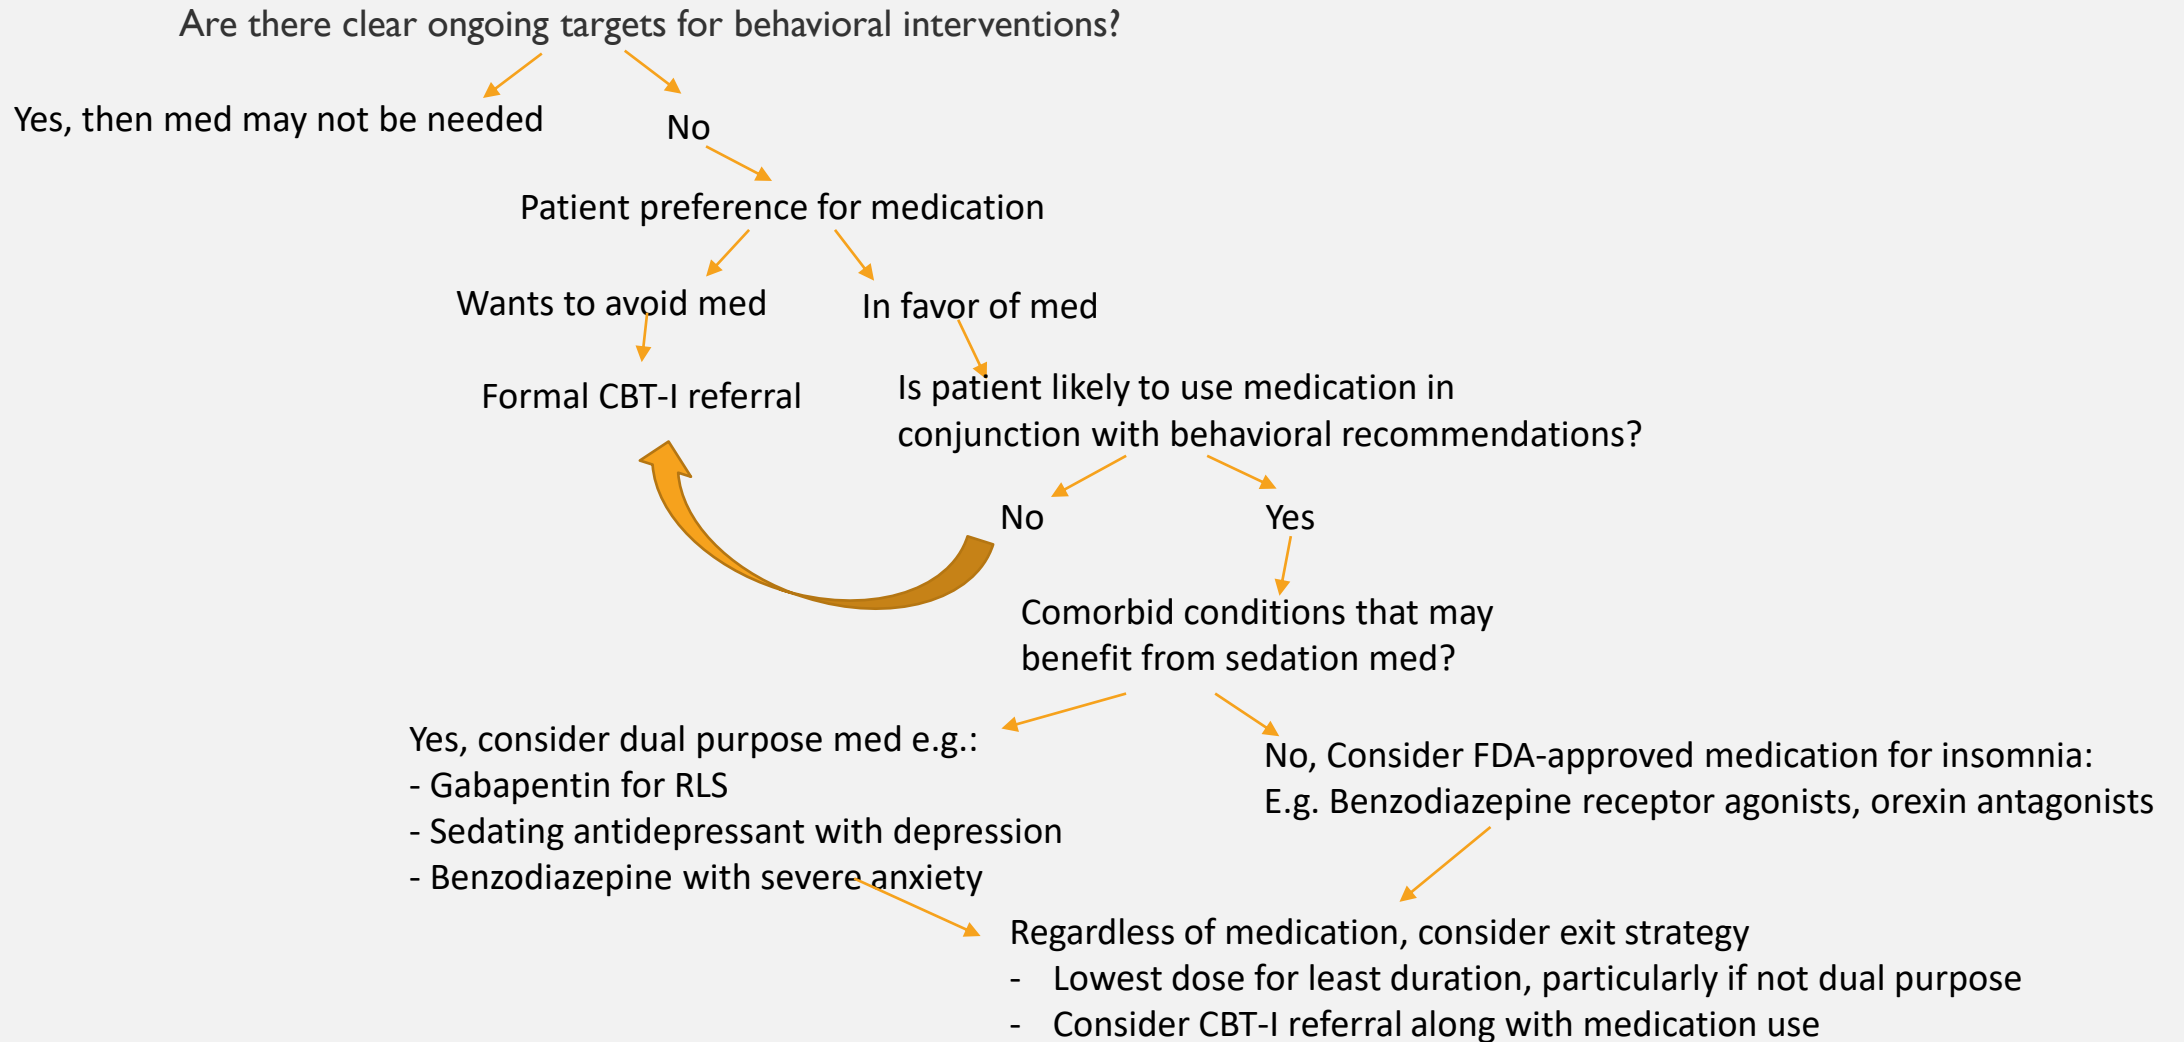 Are there clear ongoing targets for behavioral interventions?
Yes, then med may not be needed
No
Patient preference for medication
Wants to avoid med
In favor of med
Formal CBT-I referral
Is patient likely to use medication in
conjunction with behavioral recommendations?
No
Yes
Comorbid conditions that may
benefit from sedation med?
Yes, consider dual purpose med e.g.:
- Gabapentin for RLS
- Sedating antidepressant with depression
- Benzodiazepine with severe anxiety
No, Consider FDA-approved medication for insomnia:
E.g. Benzodiazepine receptor agonists, orexin antagonists
Regardless of medication, consider exit strategy
- Lowest dose for least duration, particularly if not dual purpose
- Consider CBT-I referral along with medication use